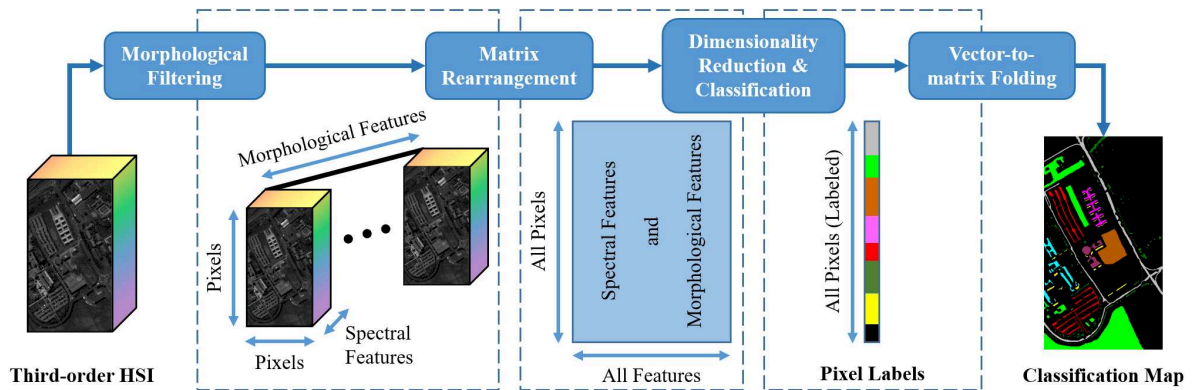 Morphological
Filtering
Matrix
Rearrangement
Dimensionality
Reduction &
Classification
Vector-to-
matrix Folding
Morphological Features
Pixels
Pixels
Spectral
Features
All Pixels
Spectral Features
and
Morphological Features
All Features
All Pixels (Labeled)
Third-order HSI
Pixel Labels
Classification Map